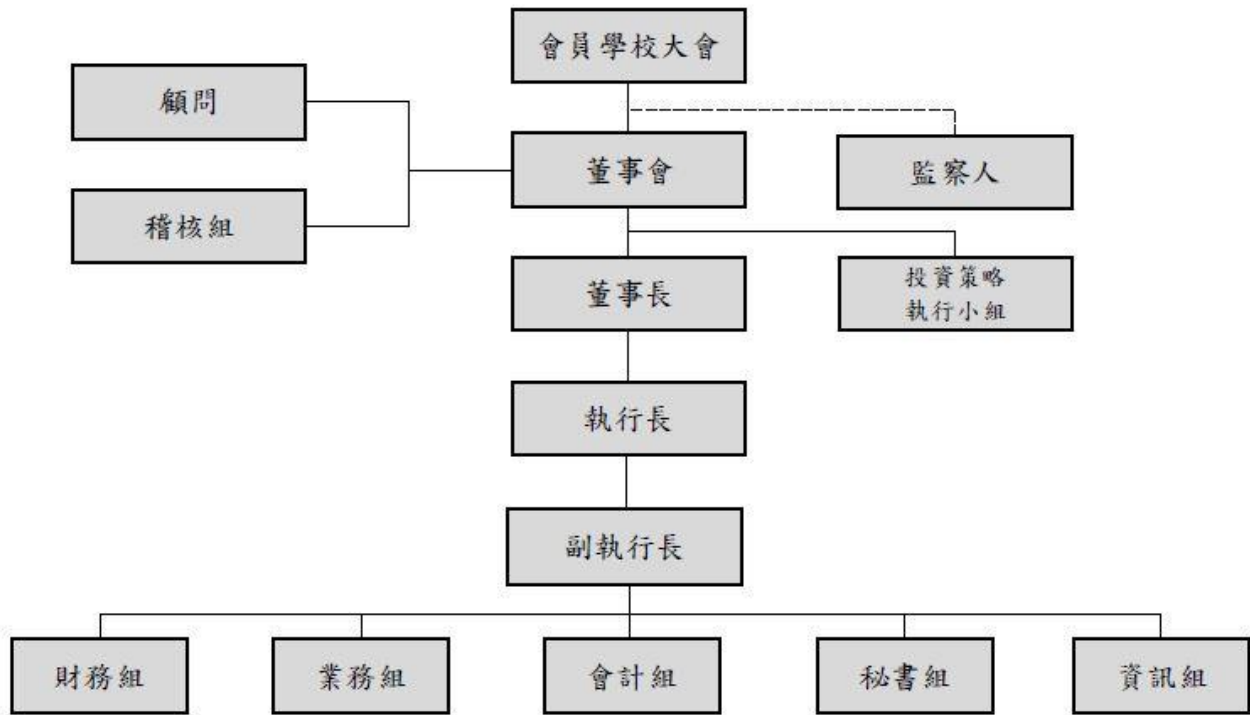 會員學校大會
顧問
董事會
監察人
稽核組
董事長
投資策略
執行小組
執行長
副執行長
財務組
業務組
會計組
秘書組
資訊組